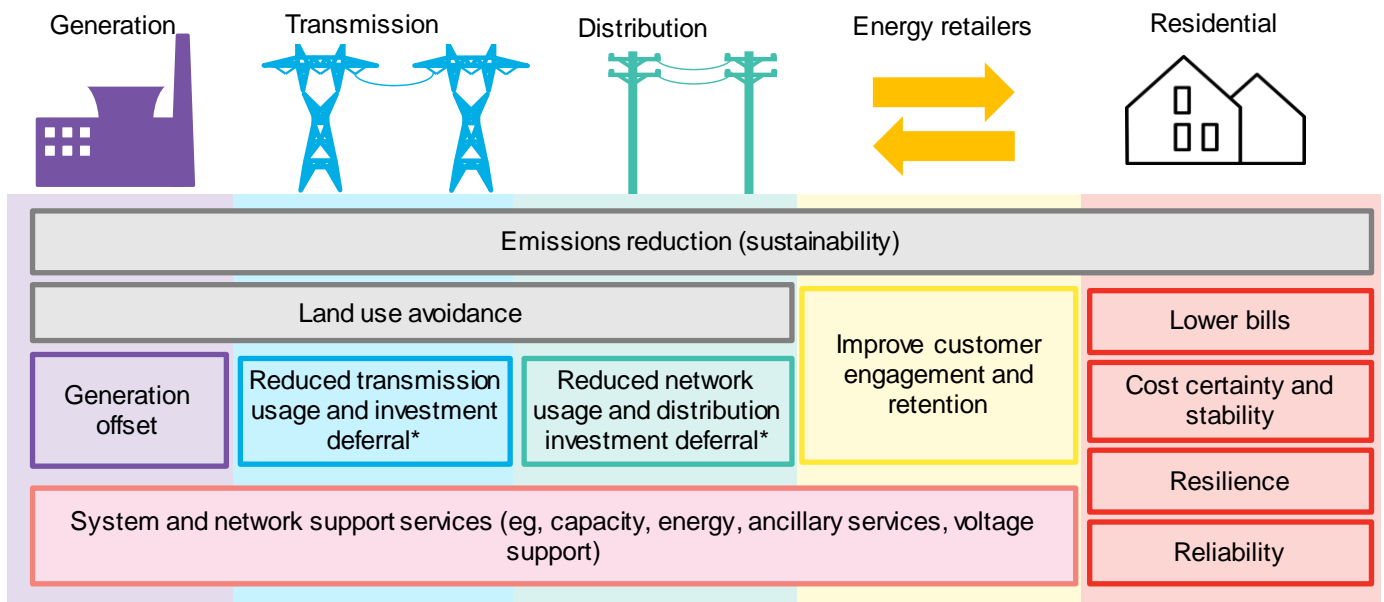 Generation
Transmission
Distribution
Energy retailers
Residential
Emissions reduction (sustainability)
Land use avoidance
Generation
offset
Reduced transmission
usage and investment
deferral*
Reduced network
usage and distribution
investment deferral*
Improve customer
engagement and
retention
Lower bills
Cost certainty and
stability
Resilience
Reliability
System and network support services (eg, capacity, energy, ancillary services, voltage
support)